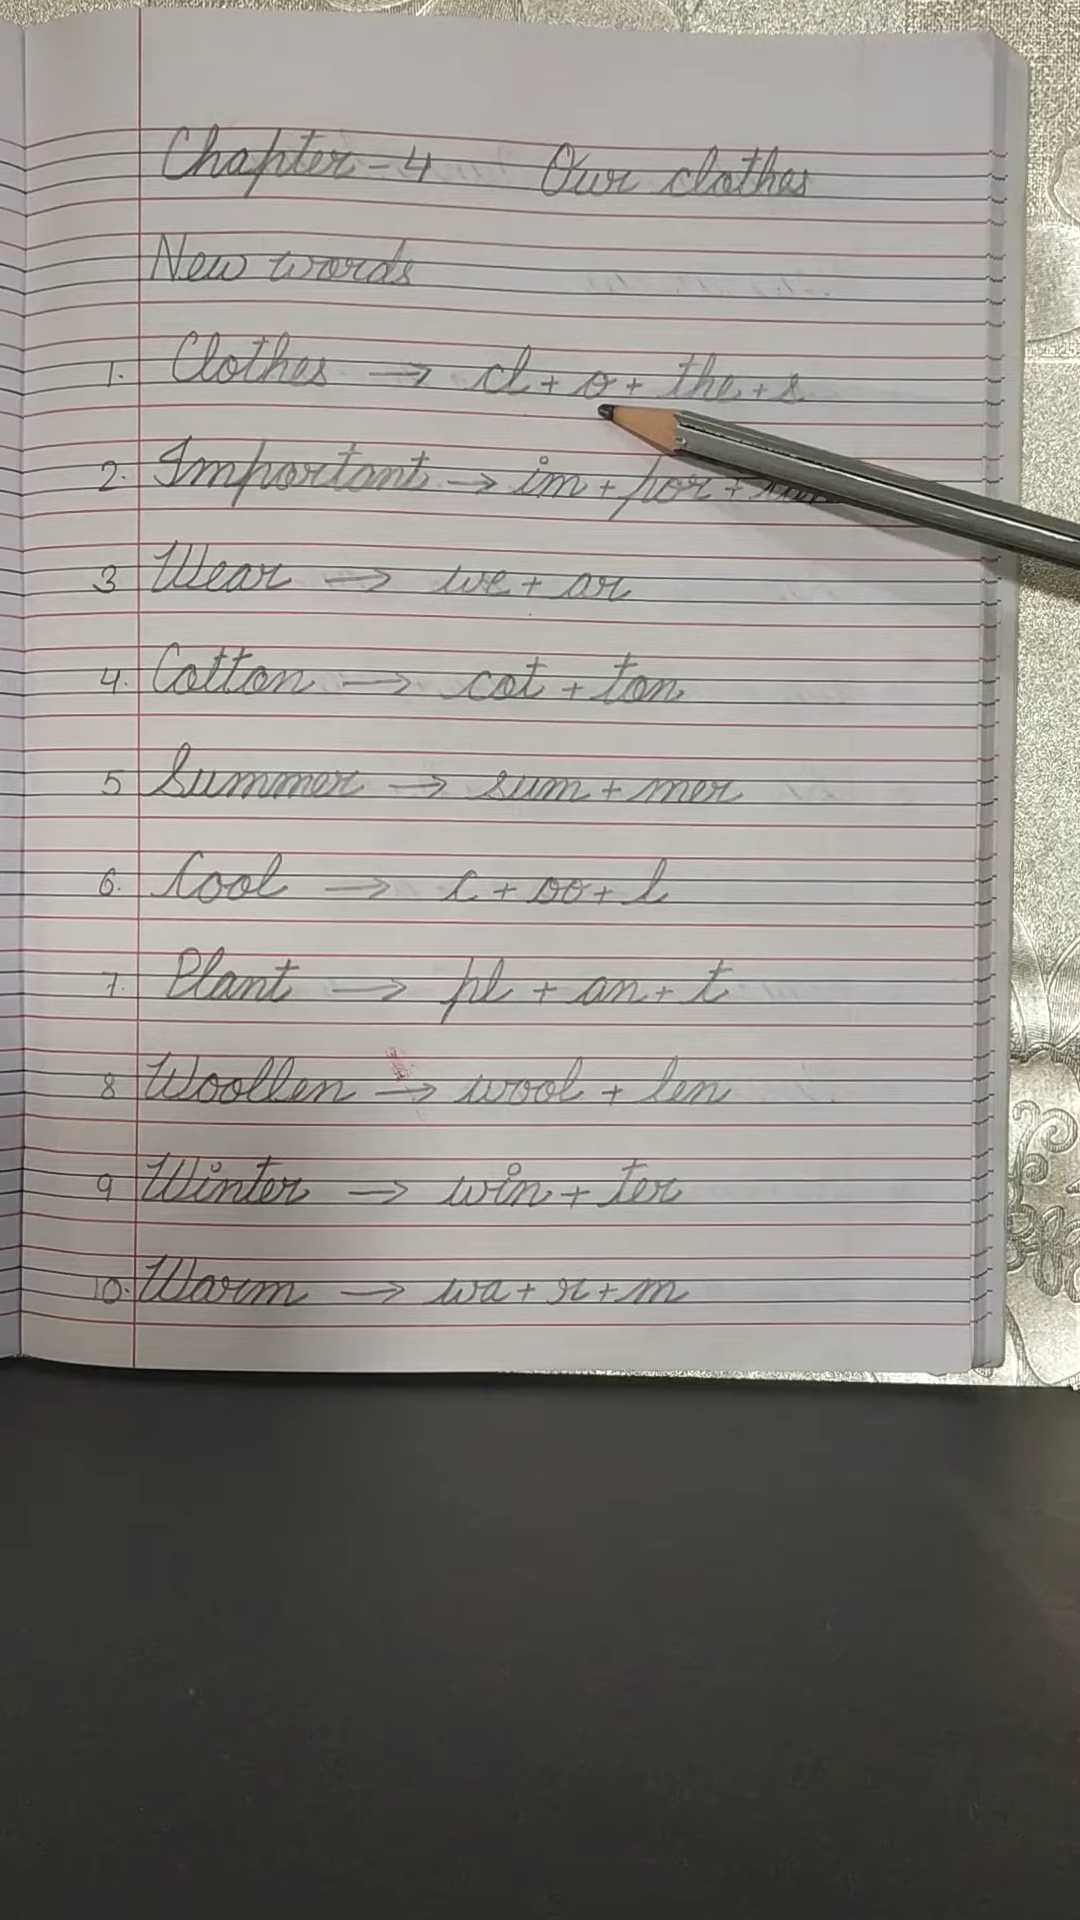 Chapter - 4 Our clothes
New words
1. Clothes → cl + o + the + s
2. Important → im + por +
3 Wear → we + ar
4. Cotton → cot + ton
5 Summer → sum + mer
6. Cool → c + oo + l
7. Plant → pl + an + t
8 Woollen → wool + len
9 Winter → win + ter
10. Warm → wa + r + m